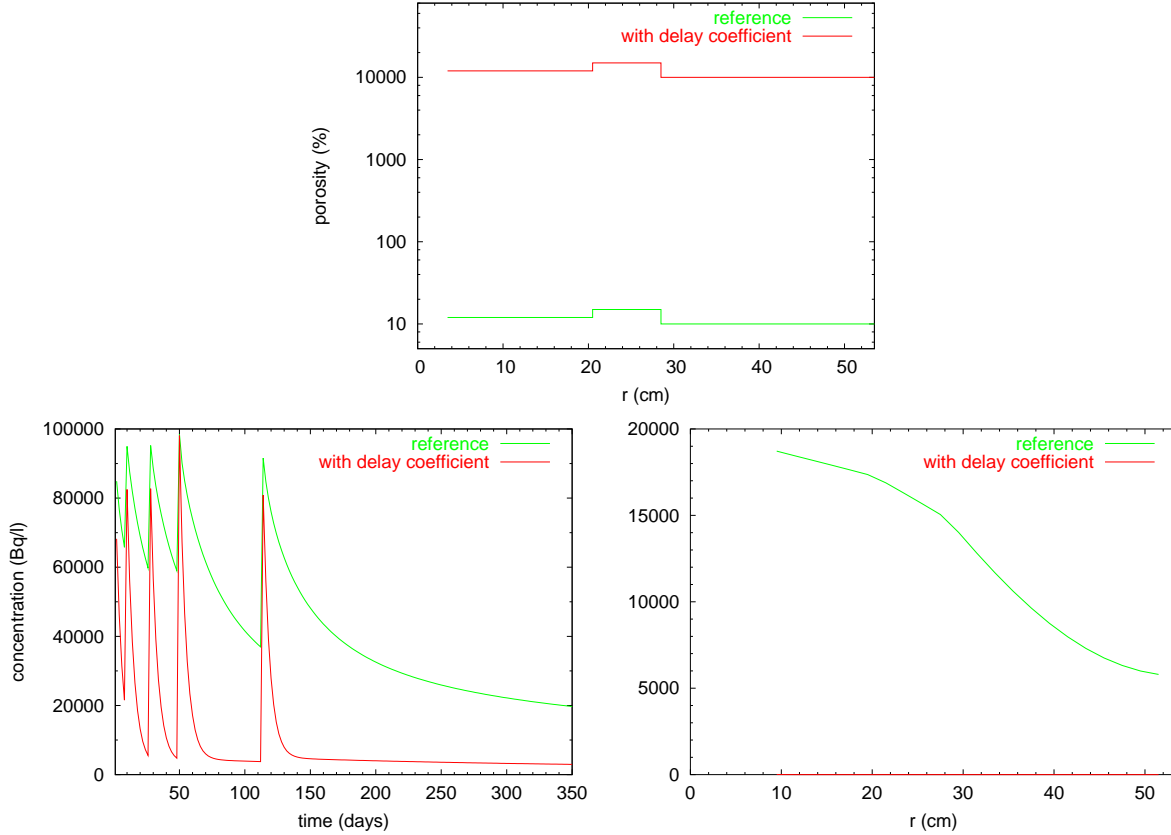 reference
with delay coefficient
10000
1000
100
10
porosity (%)
0 10 20 30 40 50
r (cm)
100000
80000
60000
40000
20000
0
concentration (Bq/l)
reference
with delay coefficient
50 100 150 200 250 300 350
time (days)
20000
15000
10000
5000
0
reference
with delay coefficient
0 10 20 30 40 50
r (cm)